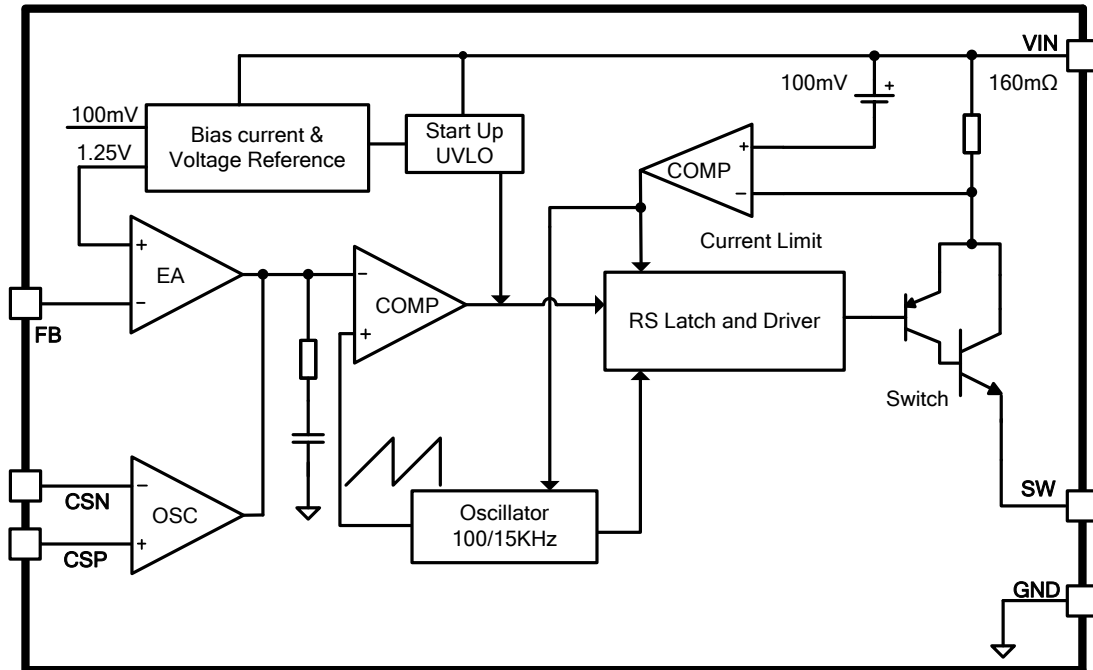 VIN
100mV
160mΩ
100mV
Bias current &
Voltage Reference
Start Up
UVLO
1.25V
+
COMP
+
−
EA
+
−
Current Limit
−
COMP
+
RS Latch and Driver
FB
Switch
CSN
−
OSC
CSP
+
Oscillator
100/15KHz
SW
GND